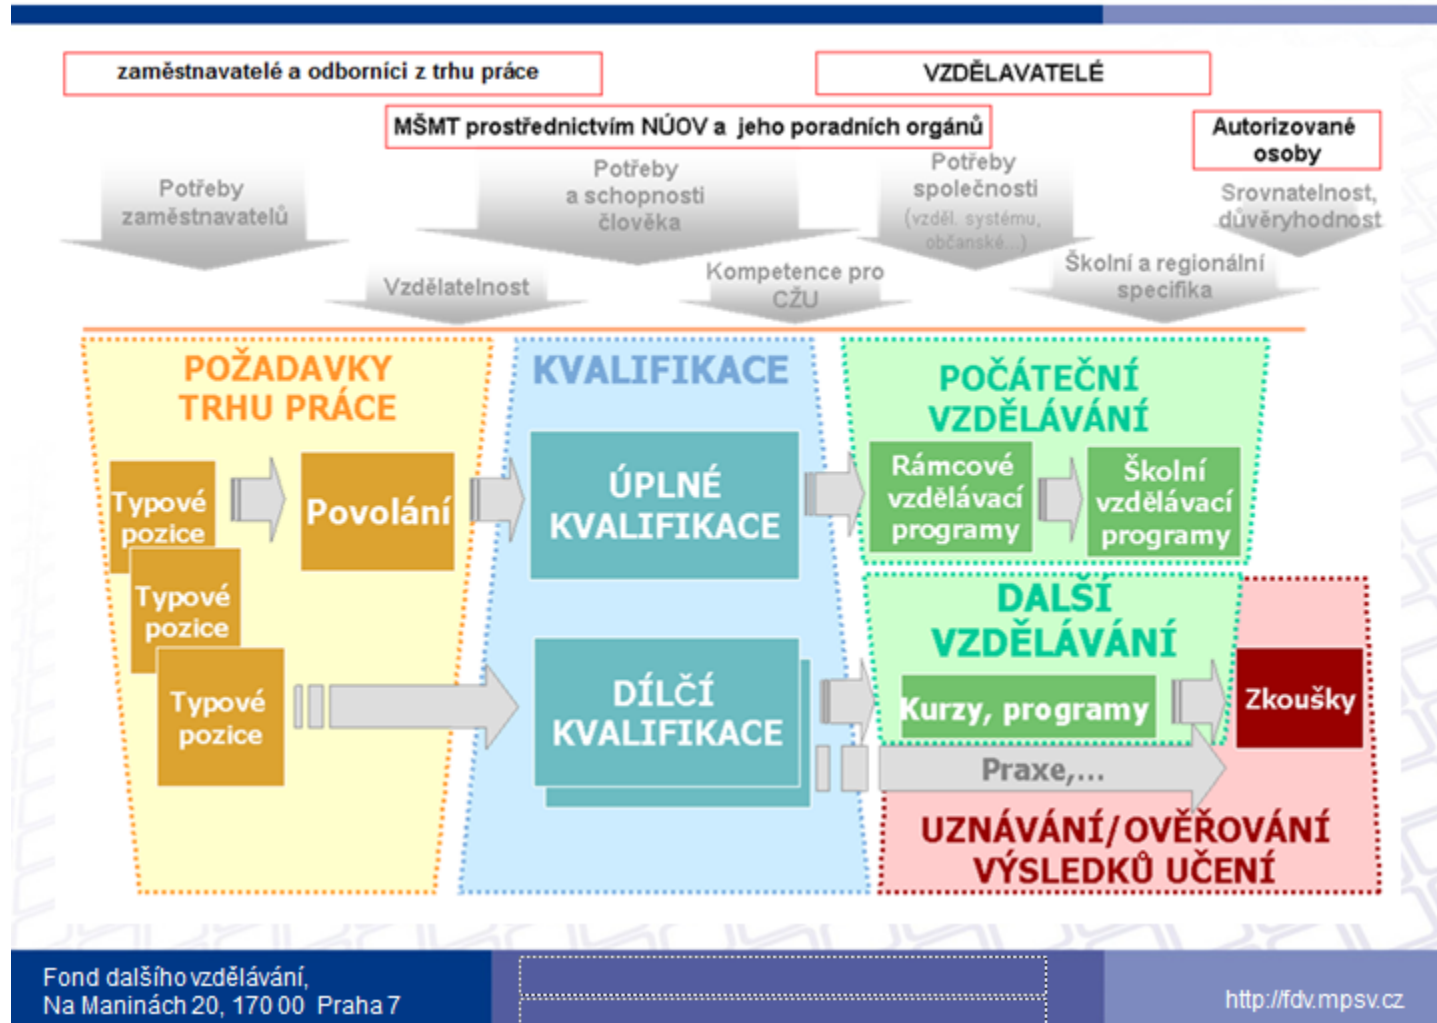 zaměstnavatelé a odborníci z trhu práce
VZDĚLAVATELÉ
MŠMT prostřednictvím NÚOV a jeho poradních orgánů
Autorizované
osoby
Potřeby
zaměstnavatelů
Potřeby
a schopnosti
člověka
Potřeby
společnosti
(vzděl. systému,
občanské...)
Srovnatelnost,
důvěryhodnost
Vzdělatelnost
Kompetence pro
CŽU
Školní a regionální
specifika
POŽADAVKY
TRHU PRÁCE
KVALIFIKACE
POČÁTEČNÍ
VZDĚLÁVÁNÍ
Typové
pozice
Povolání
ÚPLNÉ
KVALIFIKACE
Rámcové
vzdělávací
programy
Školní
vzdělávací
programy
Typové
pozice
DALŠÍ
VZDĚLÁVÁNÍ
Typové
pozice
DÍLČÍ
KVALIFIKACE
Kurzy, programy
Zkoušky
Praxe,...
UZNÁVÁNÍ/OVĚŘOVÁNÍ
VÝSLEDKŮ UČENÍ
Fond dalšího vzdělávání,
Na Maninách 20, 170 00 Praha 7
http://fdv.mpsv.cz